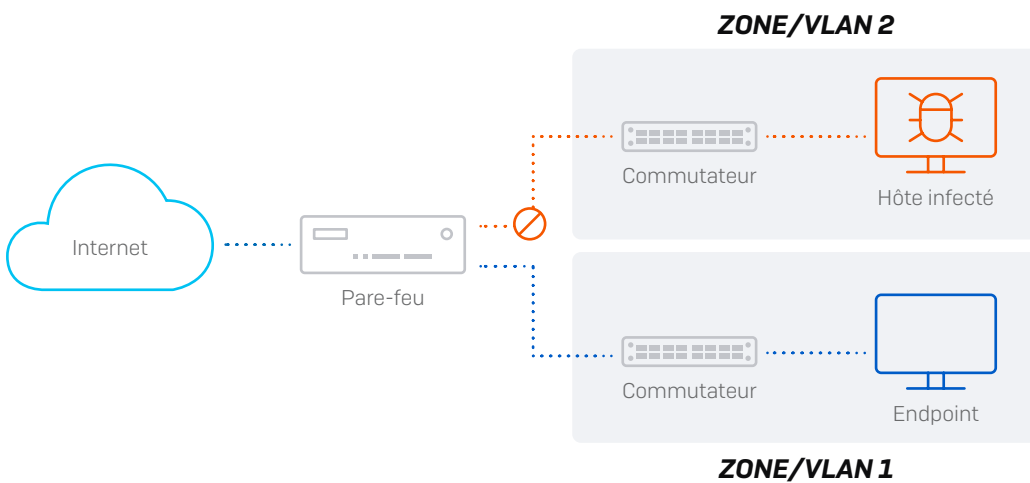 ZONE/VLAN 2
Commutateur
Hôte infecté
Internet
Pare-feu
Commutateur
Endpoint
ZONE/VLAN 1